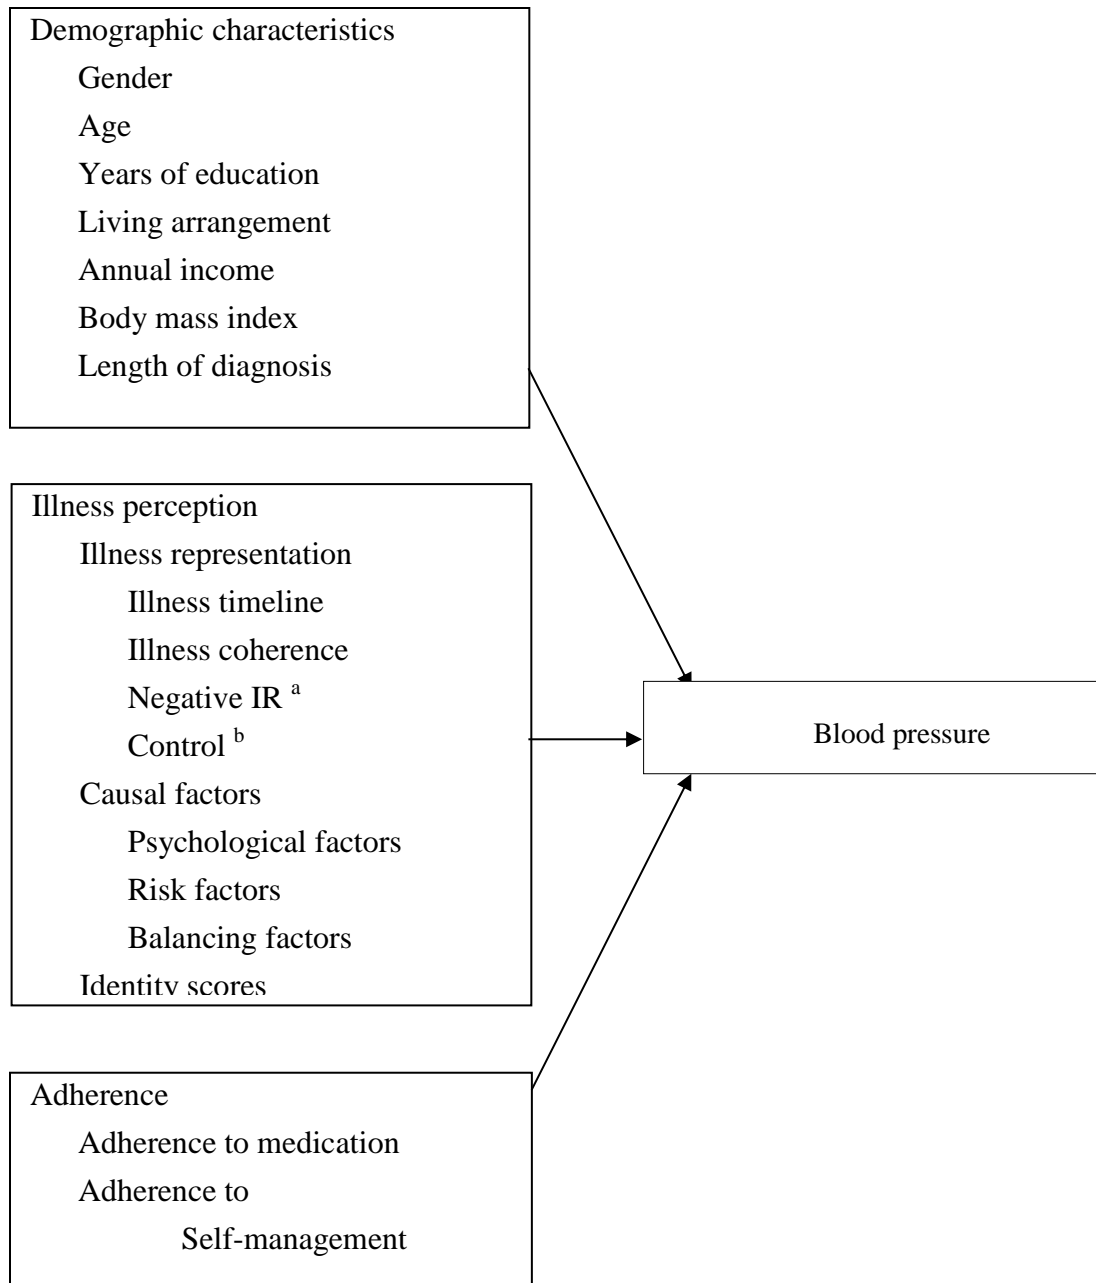 Demographic characteristics
Gender
Age
Years of education
Living arrangement
Annual income
Body mass index
Length of diagnosis
Illness perception
Illness representation
Illness timeline
Illness coherence
Negative IR a
Control b
Causal factors
Psychological factors
Risk factors
Balancing factors
Identity scores
Adherence
Adherence to medication
Adherence to
Self-management
Blood pressure